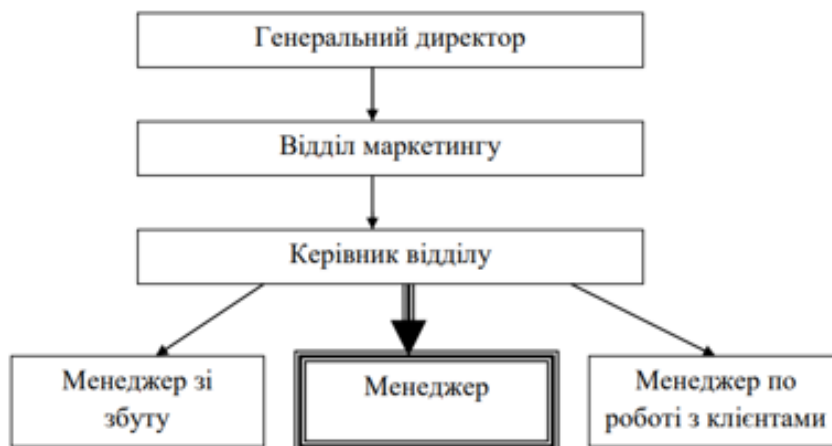 Генеральний директор
Відділ маркетингу
Керівник відділу
Менеджер зі
збуту
Менеджер
Менеджер по
роботі з клієнтами